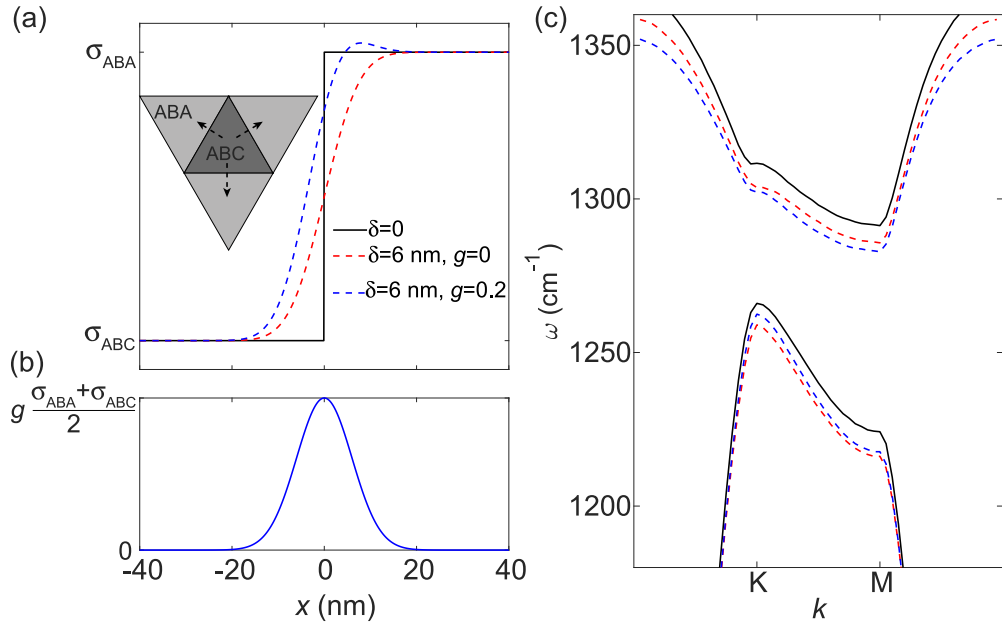 (a)
σABA
ABA
ABC
δ=0
δ=6 nm, g=0
δ=6 nm, g=0.2
σABC
(b)
g σABA+σABC
2
0
-40
-20
0
20
40
x (nm)
(c)
1350
1300
1250
1200
ω (cm-1)
K
M
k